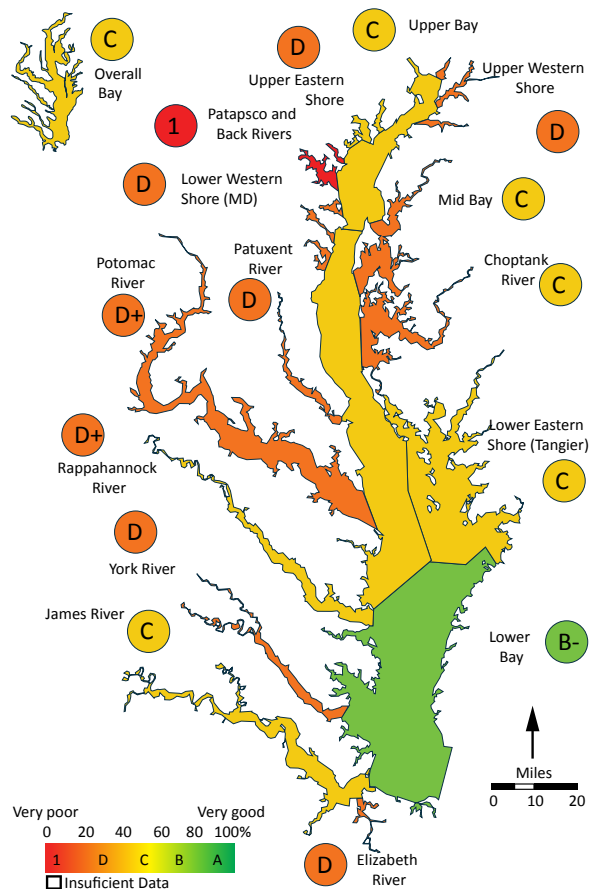 C
Overall
Bay
D
Upper Eastern
Shore
C
Upper Bay
Upper Western
Shore
D
1
Patapsco and
Back Rivers
D
Lower Western
Shore (MD)
Mid Bay
C
Potomac
River
D+
Patuxent
River
D
Choptank
River
C
D+
Rappahannock
River
Lower Eastern
Shore (Tangier)
C
D
York River
James River
C
Lower
Bay
B-
Miles
0 10 20
Very poor Very good
0 20 40 60 80 100%
1 D C B A
Insuficient Data
D
Elizabeth
River